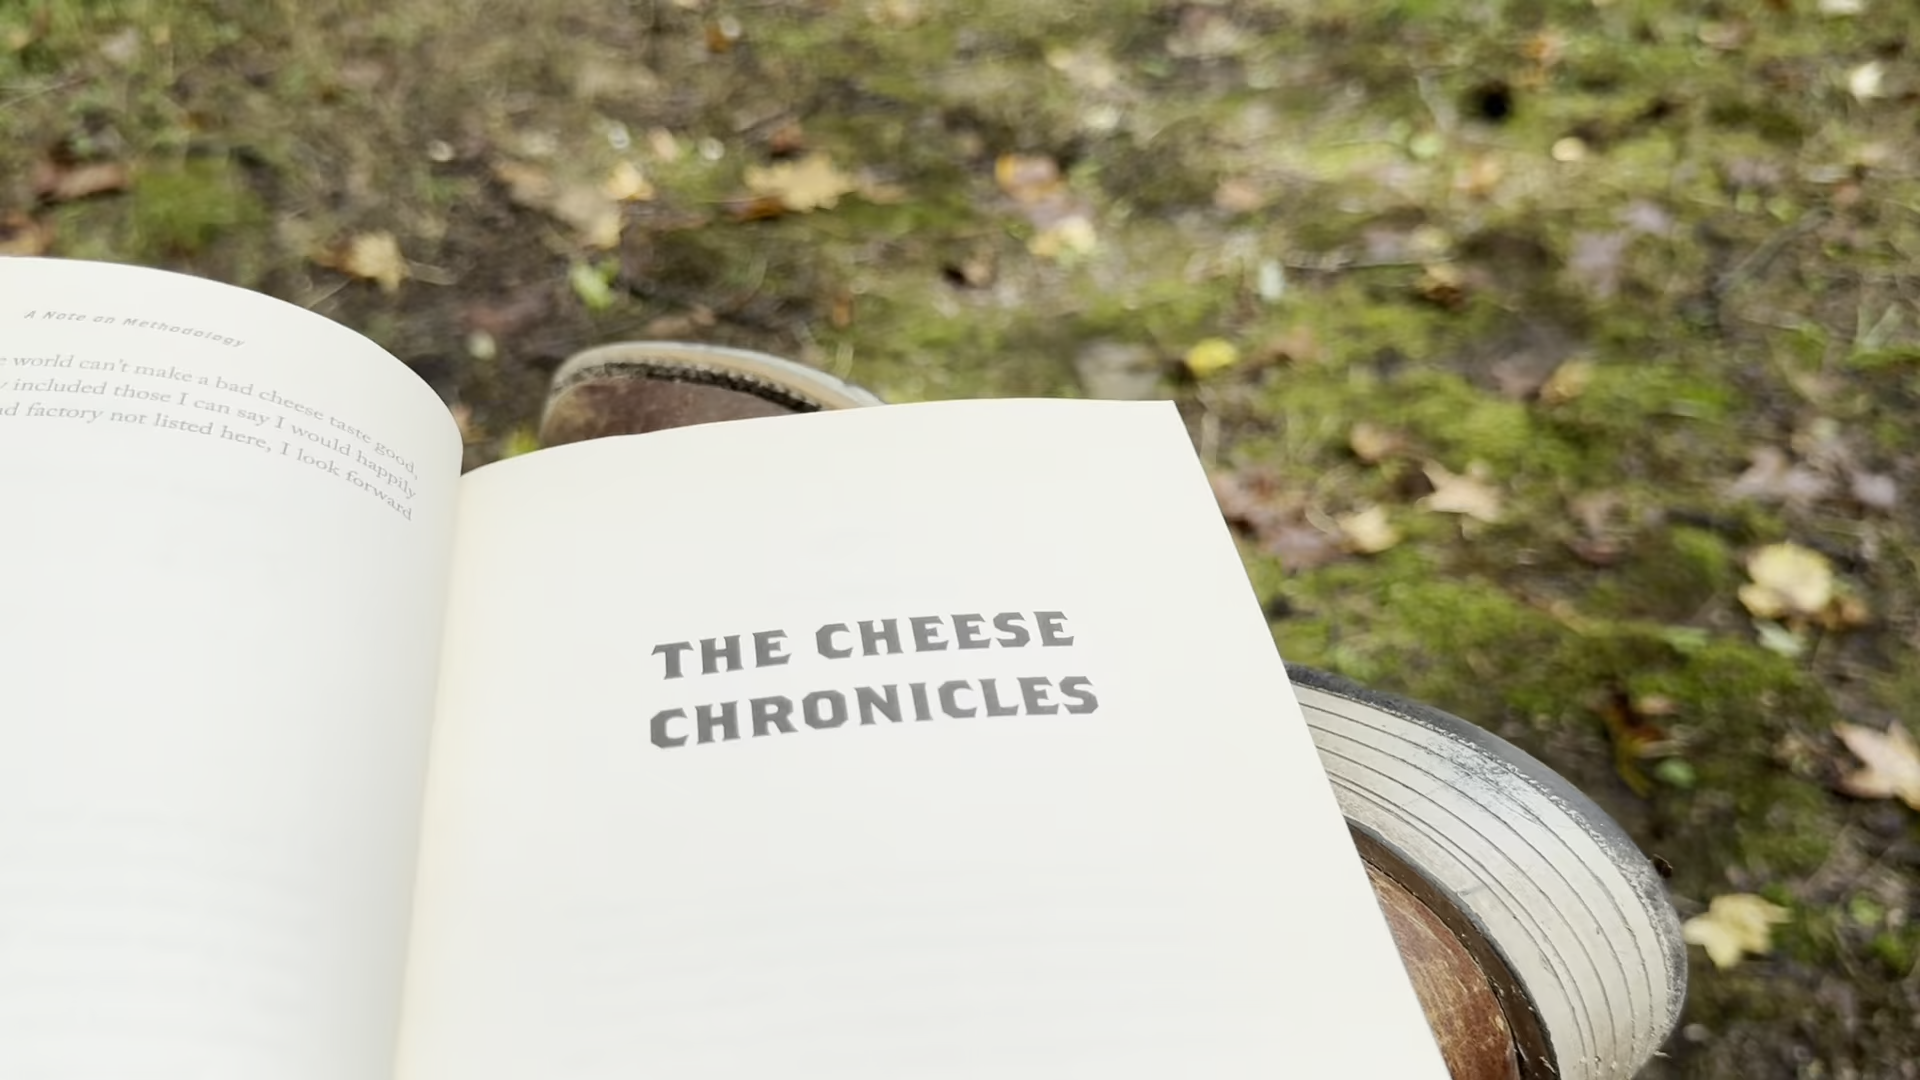 A Note on Methodology
world can't make a bad cheese taste good,
included those I can say I would happily
factory not listed here, I look forward
THE CHEESE
CHRONICLES